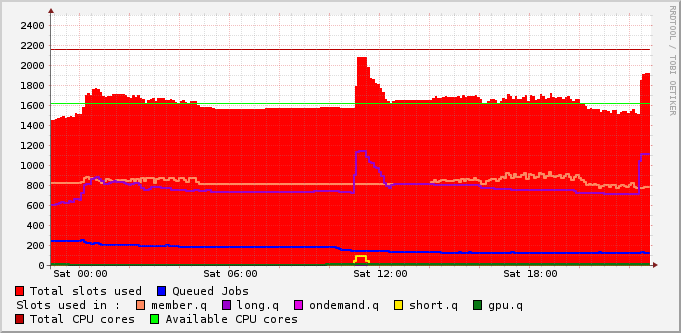 RRDTOOL / TOBI OETIKER
2400
2200
2000
1800
1600
1400
1200
1000
800
600
400
200
0
Sat 00:00 Sat 06:00 Sat 12:00 Sat 18:00
Total slots used Queued Jobs
Slots used in : member.q long.q ondemand.q short.q gpu.q
Total CPU cores Available CPU cores